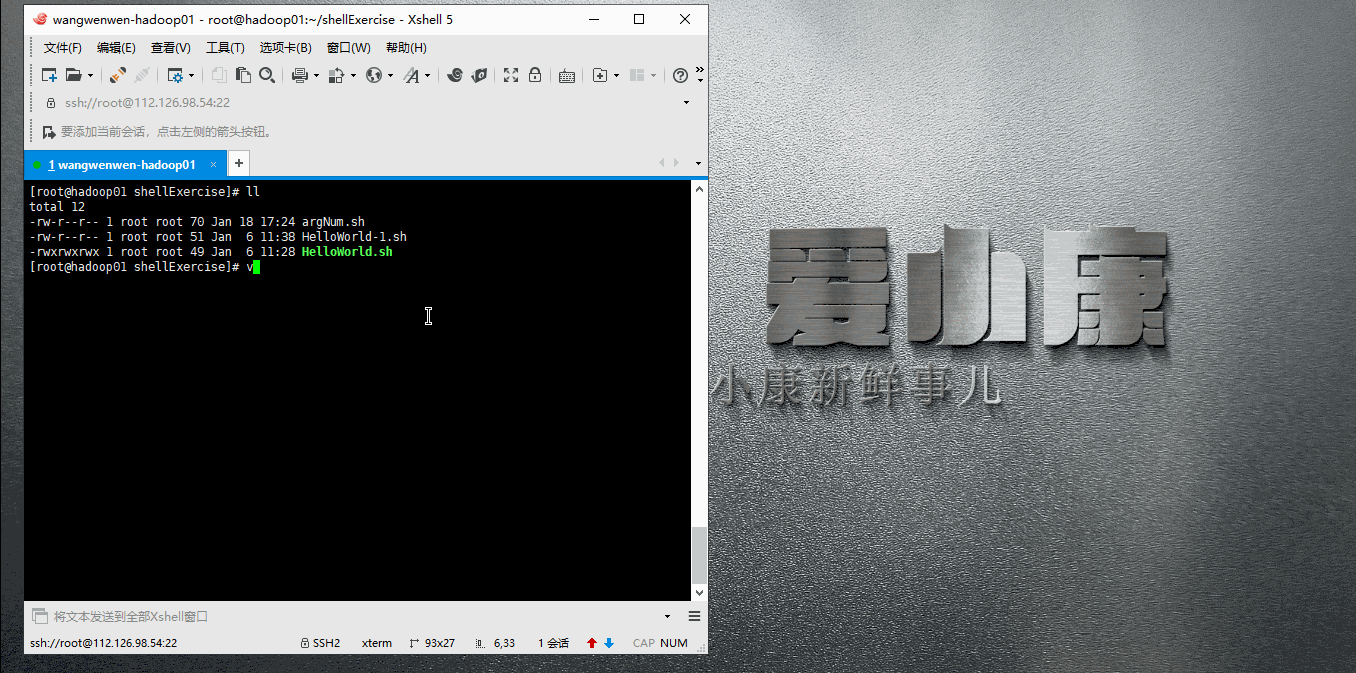 wangwenwen-hadoop01 - root@hadoop01:~/shellExercise - Xshell 5
文件(F) 编辑(E) 查看(V) 工具(T) 选项卡(B) 窗口(W) 帮助(H)
ssh://root@112.126.98.54:22
要添加当前会话，点击左侧的箭头按钮。
1 wangwenwen-hadoop01
[root@hadoop01 shellExercise]# ll
total 12
-rw-r--r-- 1 root root 70 Jan 18 17:24 argNum.sh
-rw-r--r-- 1 root root 51 Jan  6 11:38 HelloWorld-1.sh
-rwxrwxrwx 1 root root 49 Jan  6 11:28 HelloWorld.sh
[root@hadoop01 shellExercise]# v
爱小康
小康新鲜事儿
将文本发送到全部Xshell窗口
ssh://root@112.126.98.54:22 SSH2 xterm 93x27 6,33 1 会话 CAP NUM